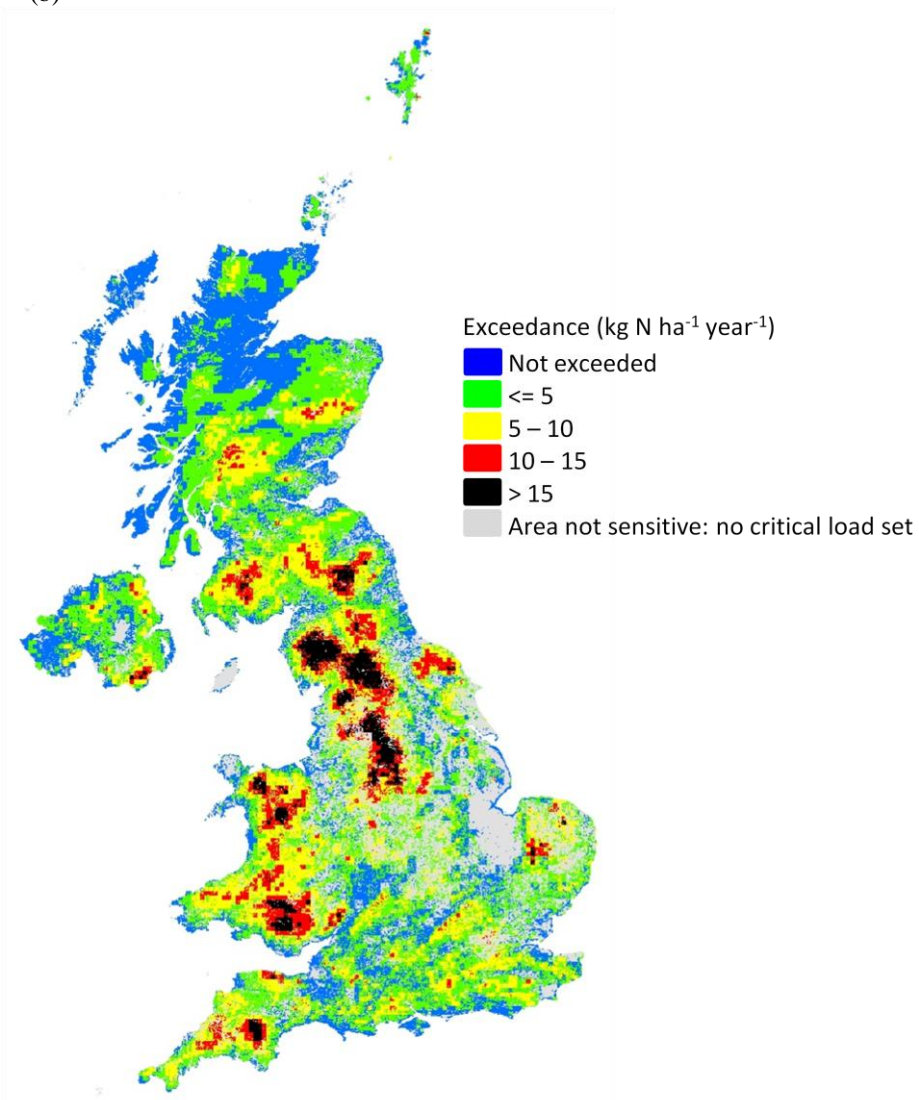 Exceedance (kg N ha⁻¹ year⁻¹)
Not exceeded
<= 5
5 – 10
10 – 15
> 15
Area not sensitive: no critical load set